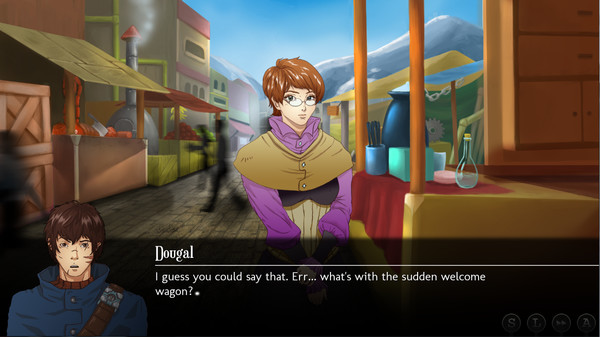 Dougal
I guess you could say that. Err... what's with the sudden welcome
wagon?
S
L
A